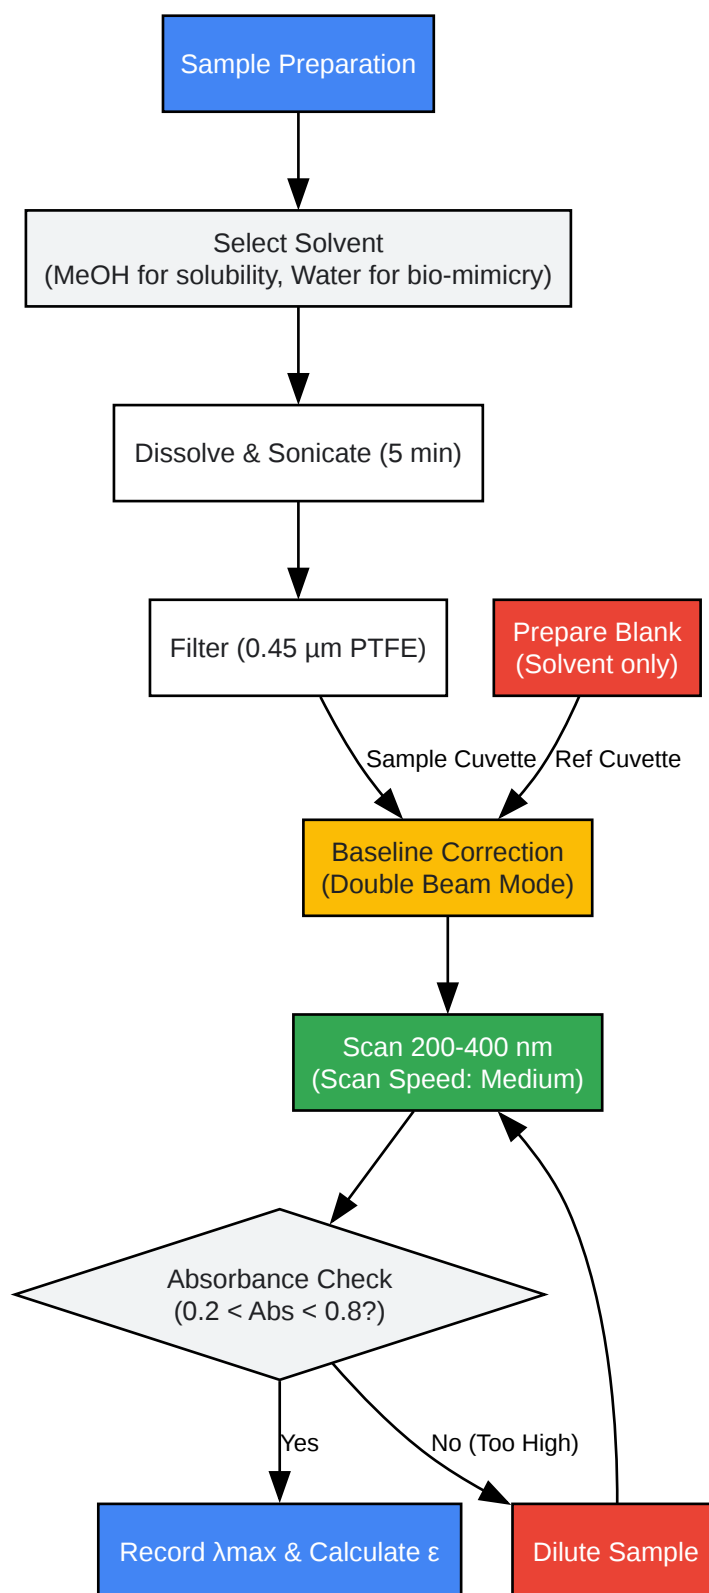 Sample Preparation
Select Solvent
(MeOH for solubility, Water for bio-mimicry)
Dissolve & Sonicate (5 min)
Filter (0.45 µm PTFE)
Prepare Blank
(Solvent only)
Sample Cuvette
Ref Cuvette
Baseline Correction
(Double Beam Mode)
Scan 200-400 nm
(Scan Speed: Medium)
Absorbance Check
(0.2 < Abs < 0.8?)
Yes
No (Too High)
Record λmax & Calculate ε
Dilute Sample